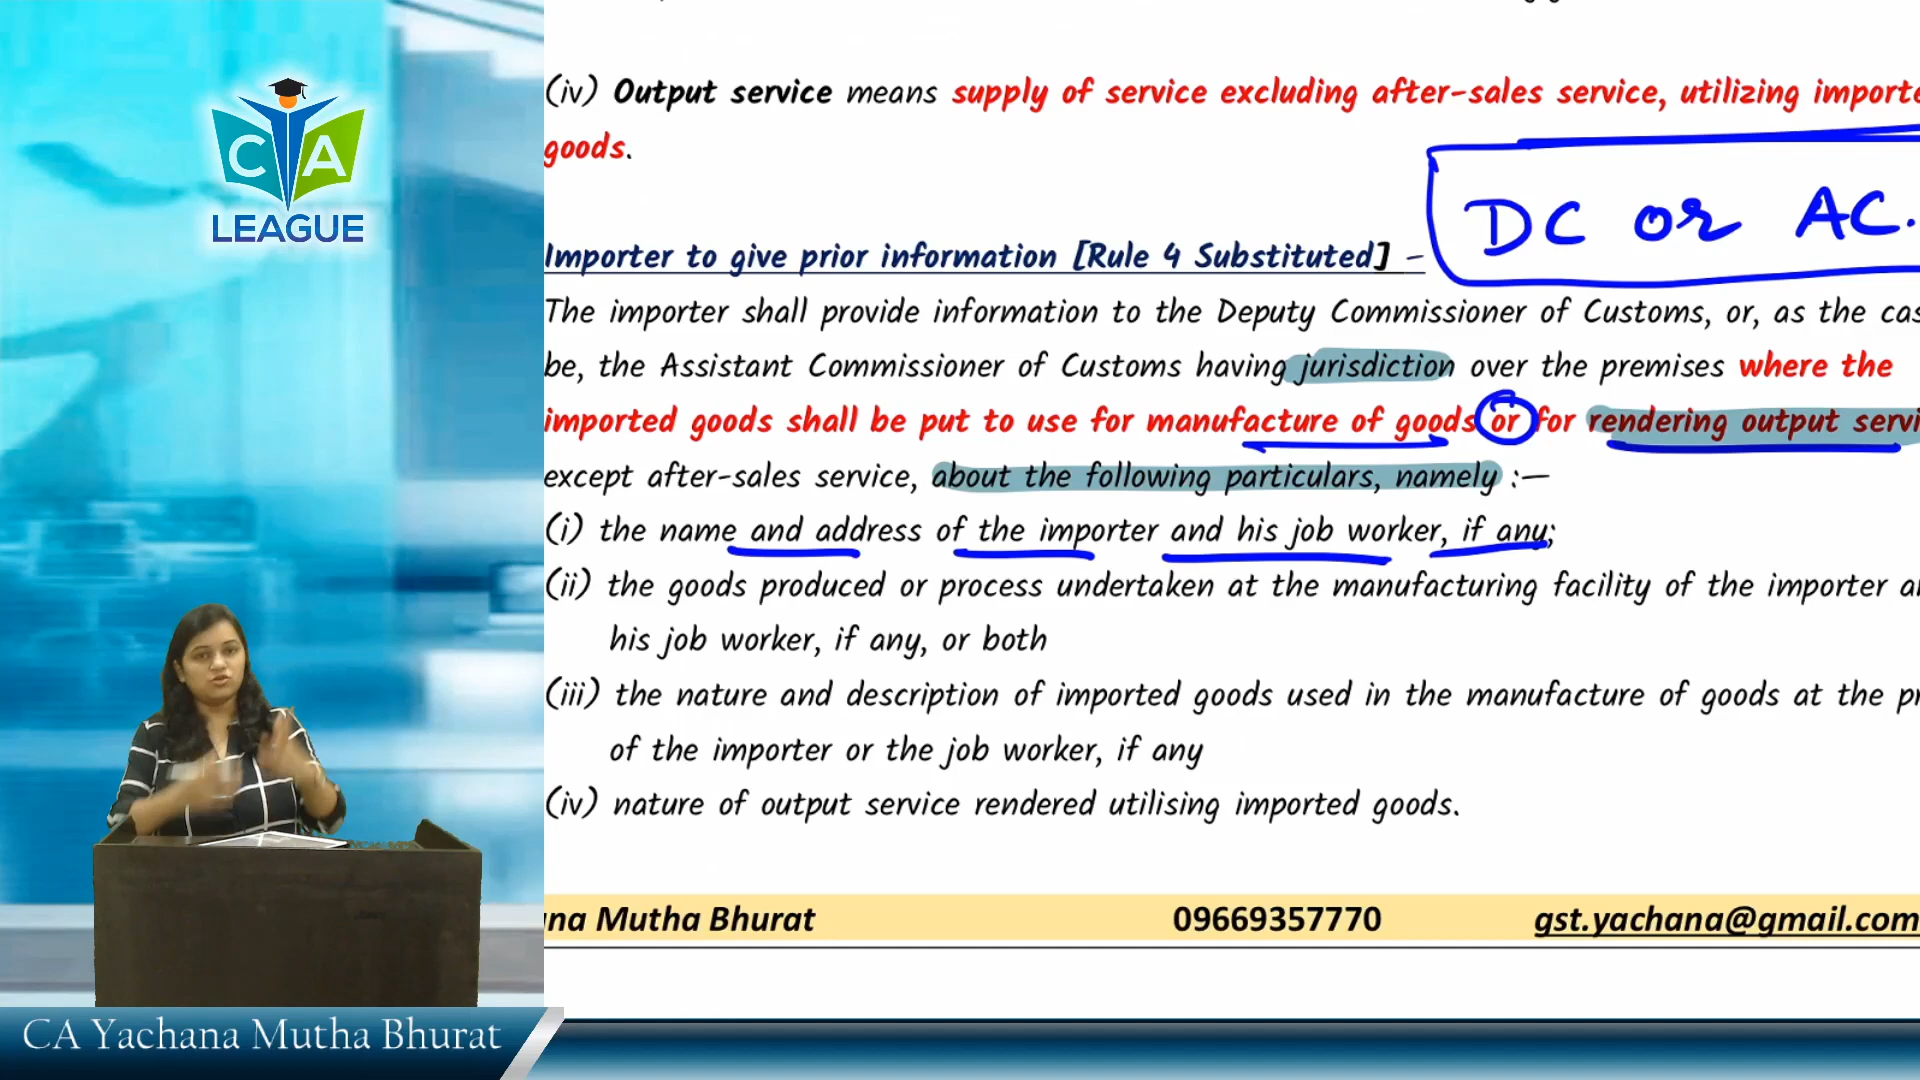 C A
LEAGUE
(iv) Output service means supply of service excluding after-sales service, utilizing
goods.
DC or AC.
Importer to give prior information [Rule 4 Substituted] –
The importer shall provide information to the Deputy Commissioner of Customs, or, as the
be, the Assistant Commissioner of Customs having jurisdiction over the premises where the
imported goods shall be put to use for manufacture of goods or for rendering output
except after-sales service, about the following particulars, namely :—
(i) the name and address of the importer and his job worker, if any;
(ii) the goods produced or process undertaken at the manufacturing facility of the importer
his job worker, if any, or both
(iii) the nature and description of imported goods used in the manufacture of goods at the
of the importer or the job worker, if any
(iv) nature of output service rendered utilising imported goods.
Mutha Bhurat 09669357770 gst.yachana@gmail.com
CA Yachana Mutha Bhurat